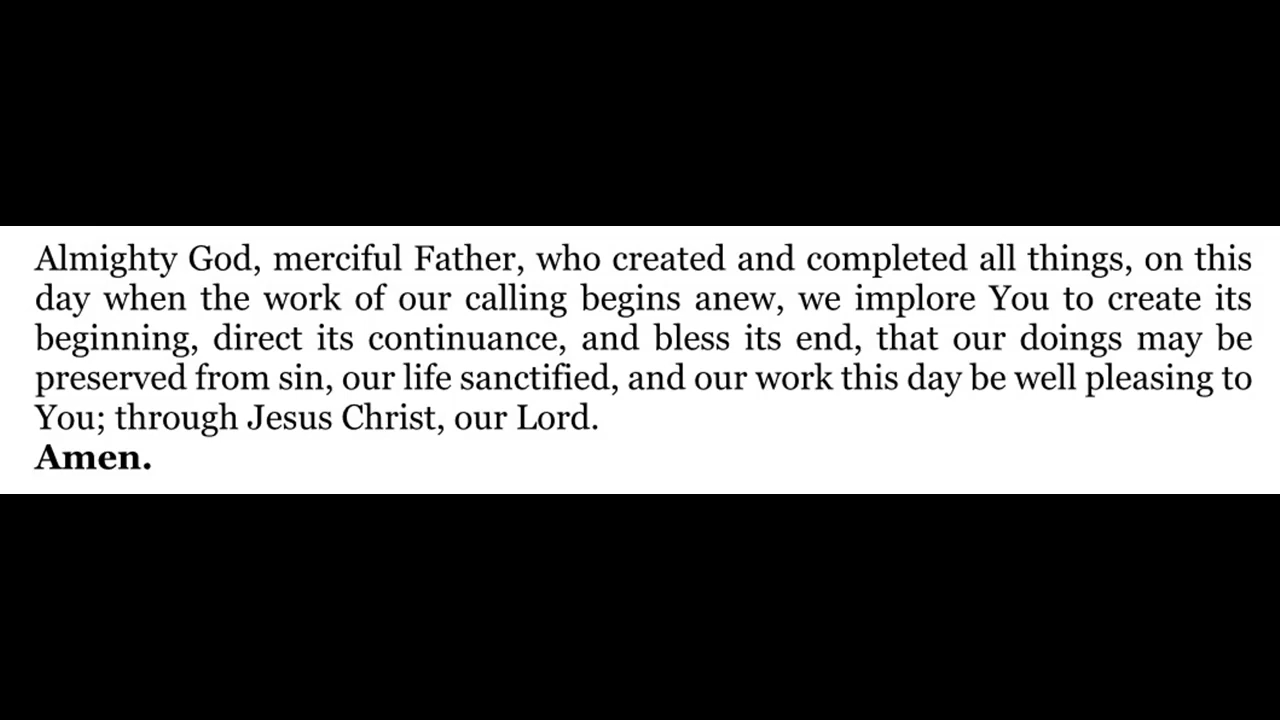 Almighty God, merciful Father, who created and completed all things, on this
day when the work of our calling begins anew, we implore You to create its
beginning, direct its continuance, and bless its end, that our doings may be
preserved from sin, our life sanctified, and our work this day be well pleasing to
You; through Jesus Christ, our Lord.
Amen.